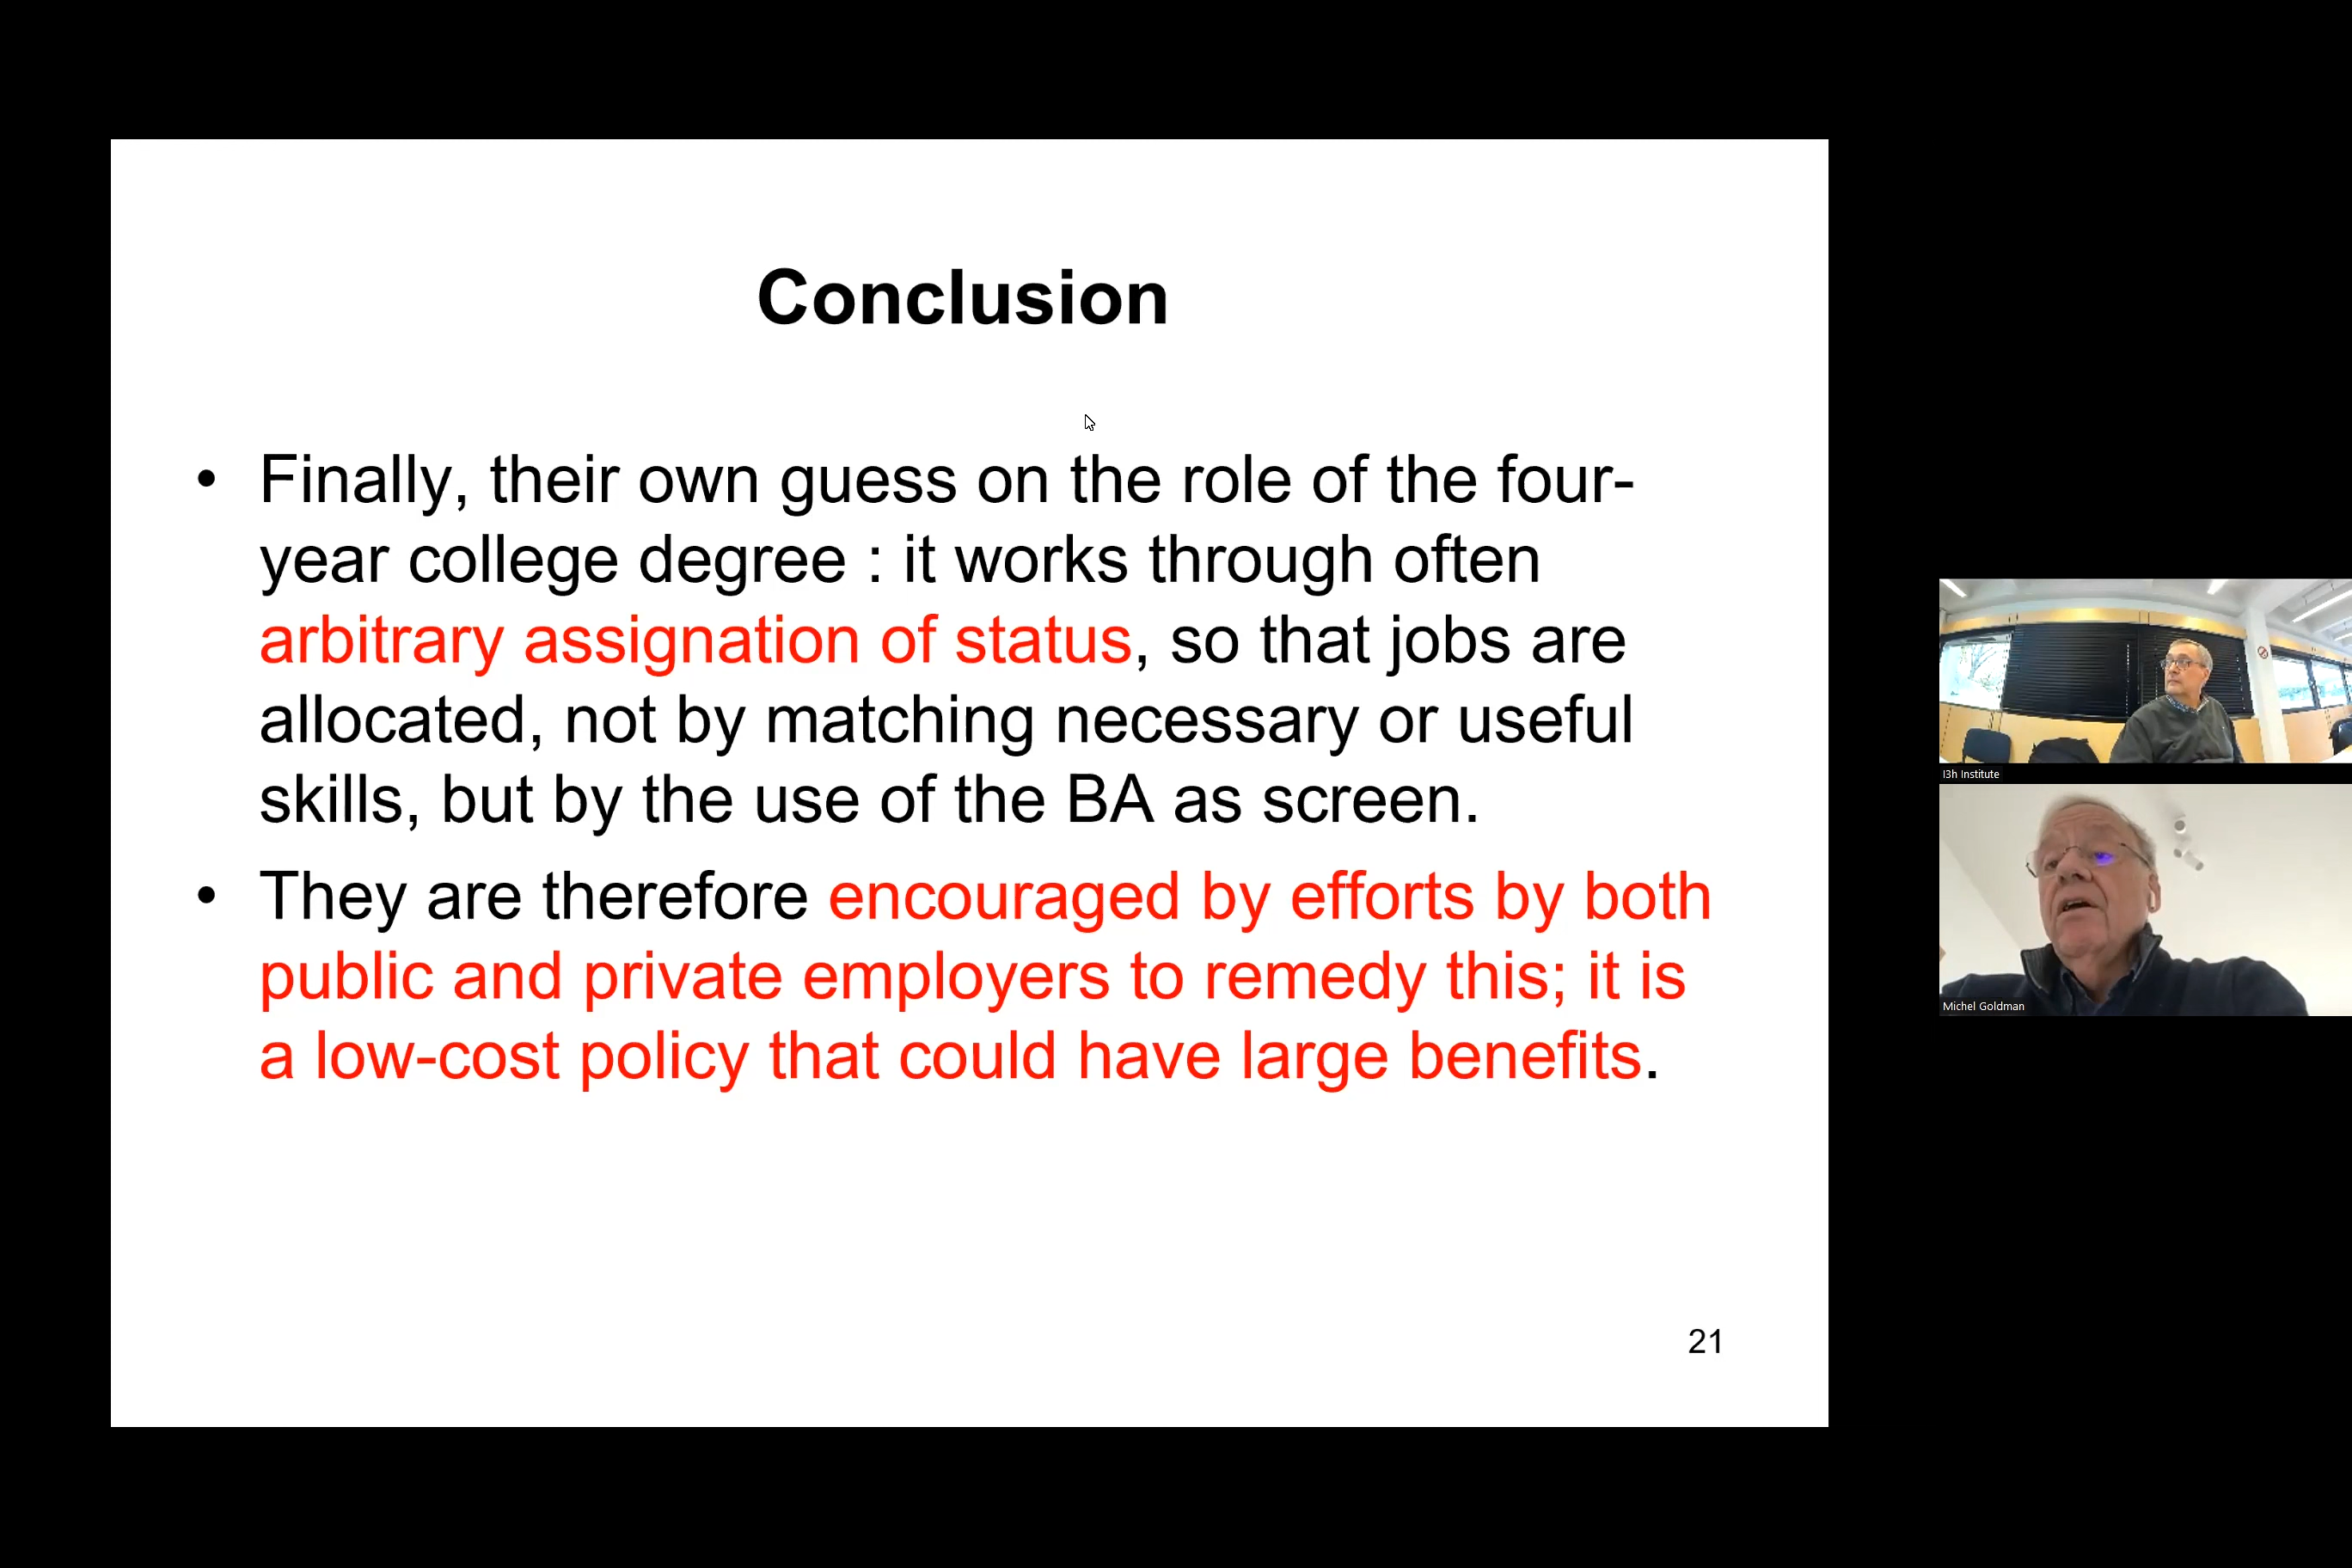 Conclusion
• Finally, their own guess on the role of the four-
year college degree : it works through often
arbitrary assignation of status, so that jobs are
allocated, not by matching necessary or useful
skills, but by the use of the BA as screen.
• They are therefore encouraged by efforts by both
public and private employers to remedy this; it is
a low-cost policy that could have large benefits.
21
I3h Institute
Michel Goldman